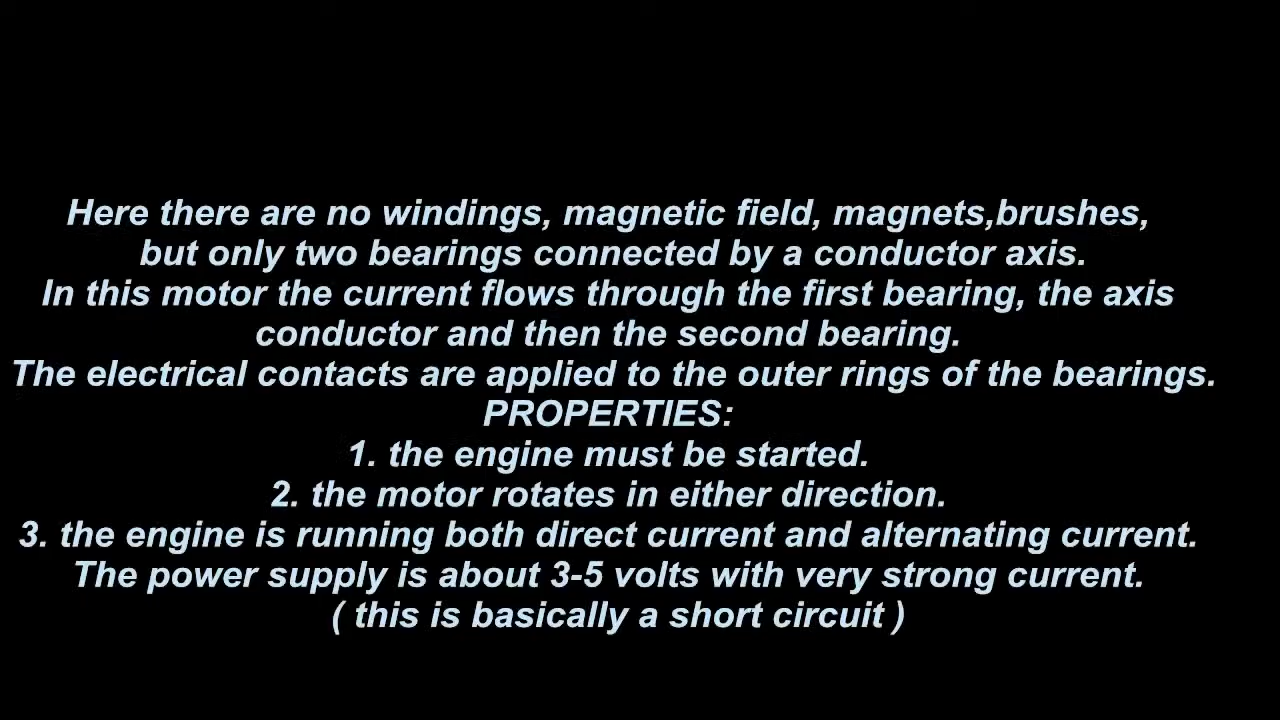 Here there are no windings, magnetic field, magnets,brushes,
but only two bearings connected by a conductor axis.
In this motor the current flows through the first bearing, the axis
conductor and then the second bearing.
The electrical contacts are applied to the outer rings of the bearings.
PROPERTIES:
1. the engine must be started.
2. the motor rotates in either direction.
3. the engine is running both direct current and alternating current.
The power supply is about 3-5 volts with very strong current.
( this is basically a short circuit )